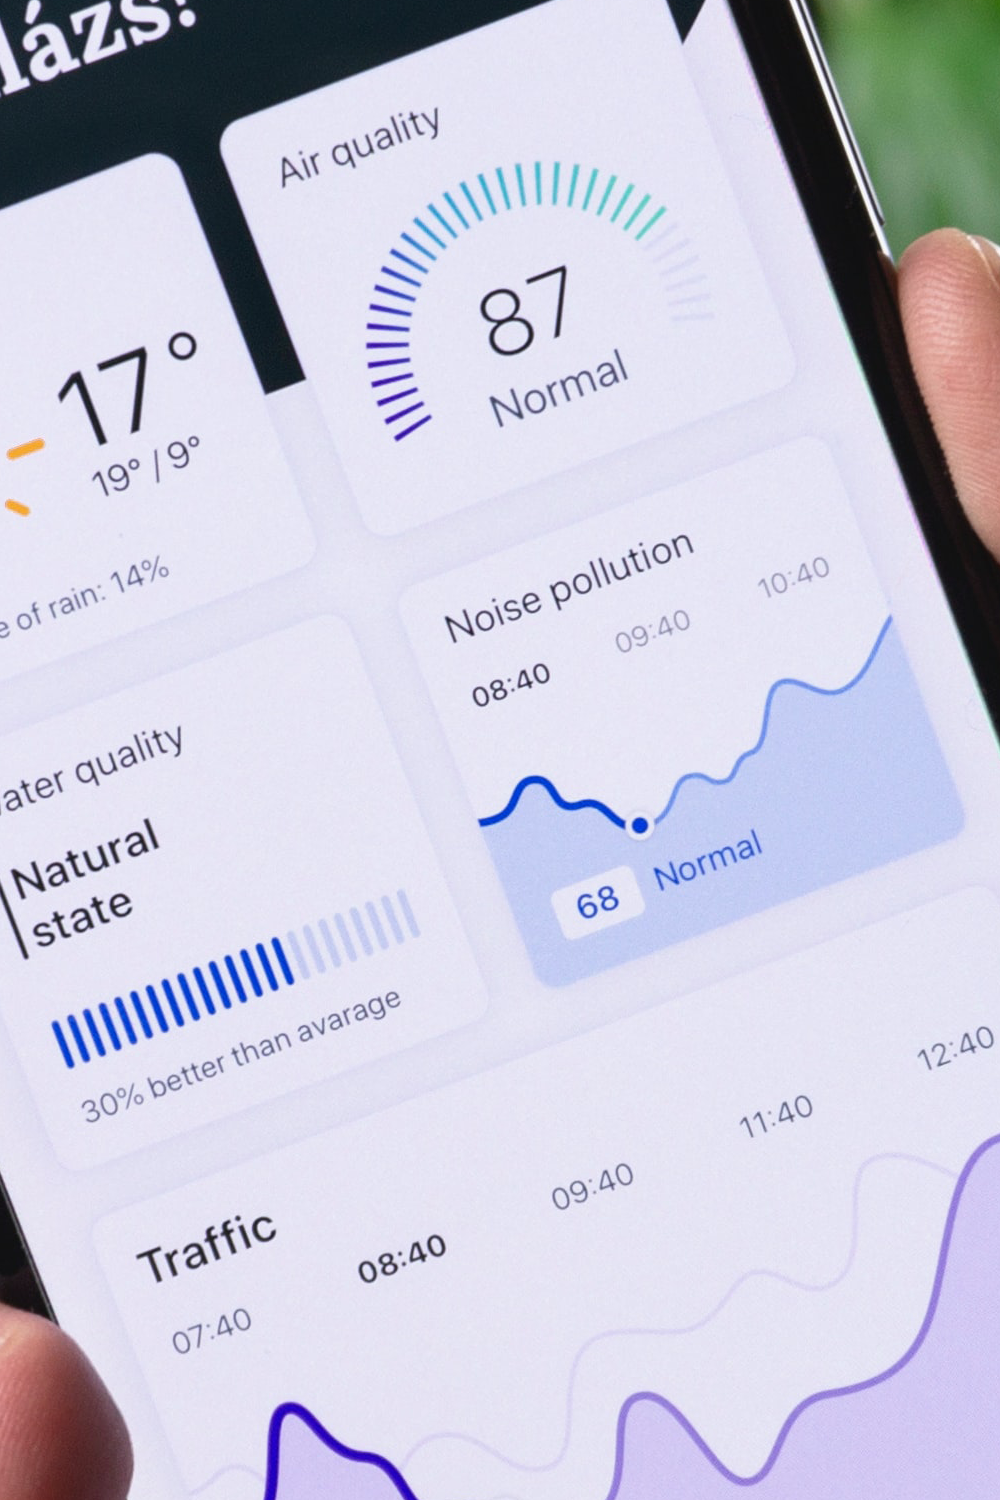 lázs!
Air quality
87
Normal
17°
19° / 9°
e of rain: 14%
Noise pollution
08:40 09:40 10:40
68 Normal
ater quality
Natural
state
30% better than avarage
Traffic
07:40 08:40 09:40 11:40 12:40